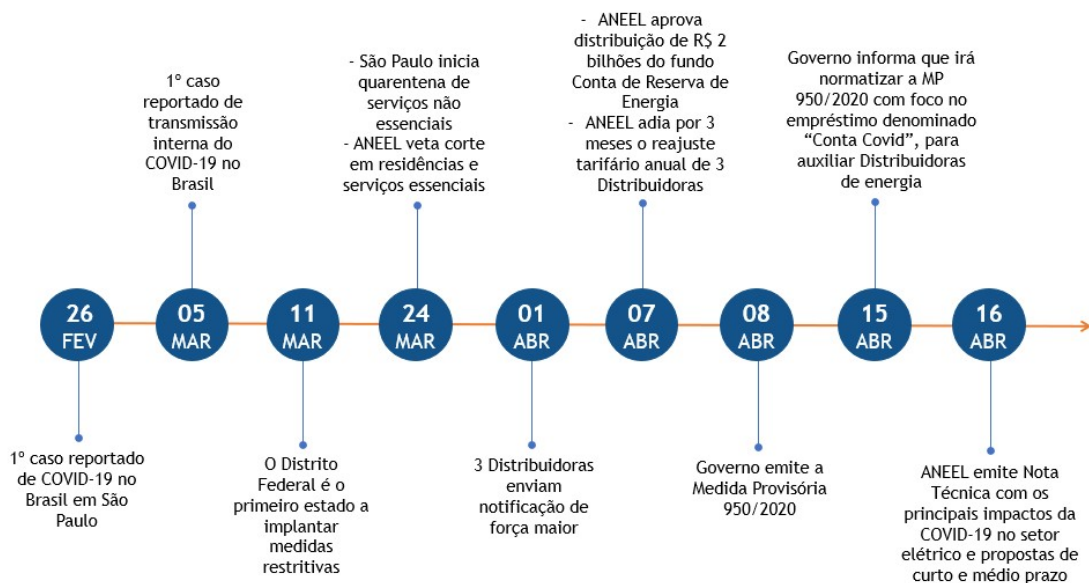 1º caso
reportado de
transmissão
interna do
COVID-19 no
Brasil
- São Paulo inicia
quarentena de
serviços não
essenciais
- ANEEL veta corte
em residências e
serviços essenciais
- ANEEL aprova
distribuição de R$ 2
bilhões do fundo
Conta de Reserva de
Energia
- ANEEL adia por 3
meses o reajuste
tarifário anual de 3
Distribuidoras
Governo informa que irá
normatizar a MP
950/2020 com foco no
empréstimo denominado
“Conta Covid”, para
auxiliar Distribuidoras
de energia
26
FEV
05
MAR
11
MAR
24
MAR
01
ABR
07
ABR
08
ABR
15
ABR
16
ABR
1º caso reportado
de COVID-19 no
Brasil em São
Paulo
O Distrito
Federal é o
primeiro estado a
implantar
medidas
restritivas
3 Distribuidoras
enviam
notificação de
força maior
Governo emite a
Medida Provisória
950/2020
ANEEL emite Nota
Técnica com os
principais impactos da
COVID-19 no setor
elétrico e propostas de
curto e médio prazo